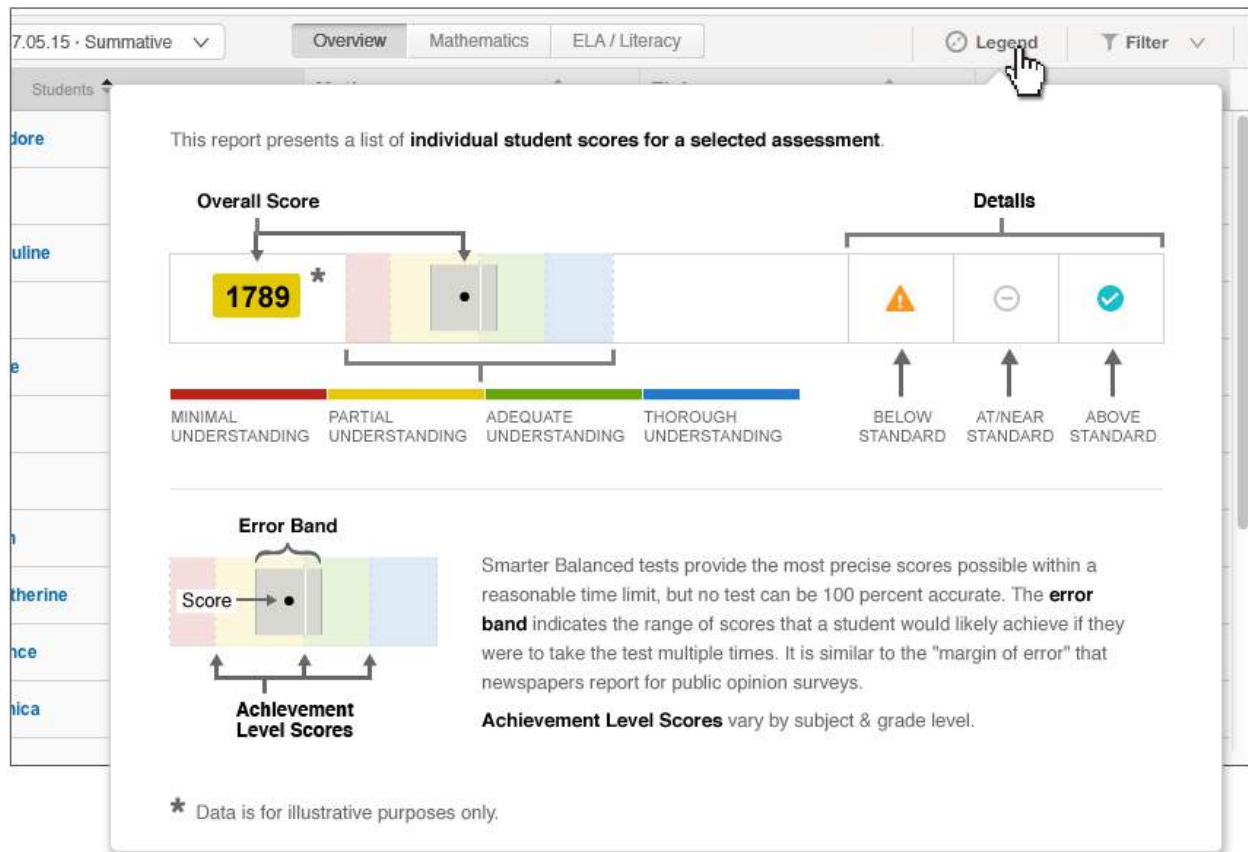 7.05.15 · Summative
Overview Mathematics ELA / Literacy
Legend Filter
Students
dore
uline
e
therine
nce
nica
This report presents a list of individual student scores for a selected assessment.
Overall Score
Details
1789 *
MINIMAL UNDERSTANDING
PARTIAL UNDERSTANDING
ADEQUATE UNDERSTANDING
THOROUGH UNDERSTANDING
BELOW STANDARD
AT/NEAR STANDARD
ABOVE STANDARD
Error Band
Score
Achievement
Level Scores
Smarter Balanced tests provide the most precise scores possible within a
reasonable time limit, but no test can be 100 percent accurate. The error
band indicates the range of scores that a student would likely achieve if they
were to take the test multiple times. It is similar to the "margin of error" that
newspapers report for public opinion surveys.
Achievement Level Scores vary by subject & grade level.
* Data is for illustrative purposes only.